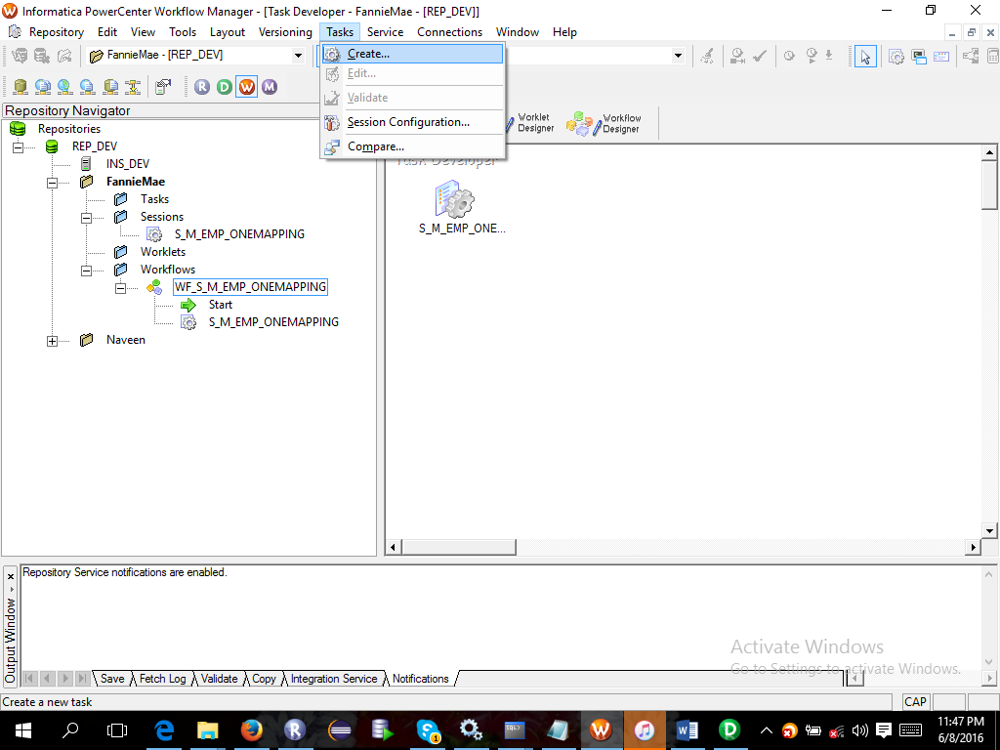 Informatica PowerCenter Workflow Manager - [Task Developer - FannieMae - [REP_DEV]]
Repository Edit View Tools Layout Versioning Tasks Service Connections Window Help
FannieMae - [REP_DEV]
Create...
Edit...
Validate
Session Configuration...
Compare...
R D W M
Worklet Designer
Workflow Designer
Repository Navigator
Repositories
REP_DEV
INS_DEV
FannieMae
Tasks
Sessions
S_M_EMP_ONEMAPPING
Worklets
Workflows
WF_S_M_EMP_ONEMAPPING
Start
S_M_EMP_ONEMAPPING
Naveen
Task Developer
S_M_EMP_ONE...
Output Window
Repository Service notifications are enabled.
Activate Windows
Go to Settings to activate Windows.
Save Fetch Log Validate Copy Integration Service Notifications
Create a new task
CAP
11:47 PM
6/8/2016